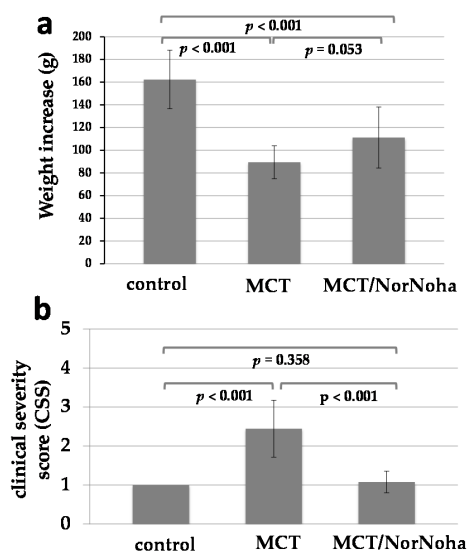 a
p < 0.001
p < 0.001
p = 0.053
Weight increase (g)
200
180
160
140
120
100
80
60
40
20
0
control
MCT
MCT/NorNoha
b
p = 0.358
p < 0.001
p < 0.001
clinical severity
score (CSS)
5
4
3
2
1
0
control
MCT
MCT/NorNoha